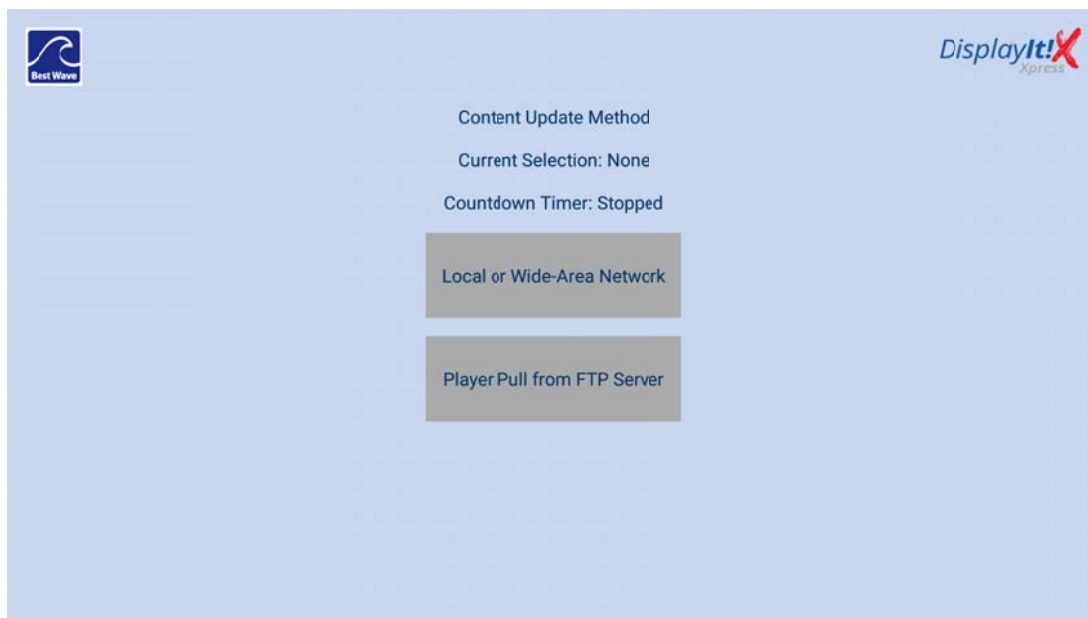 Best Wave
DisplayIt!X
Xpress
Content Update Method
Current Selection: None
Countdown Timer: Stopped
Local or Wide-Area Network
Player Pull from FTP Server